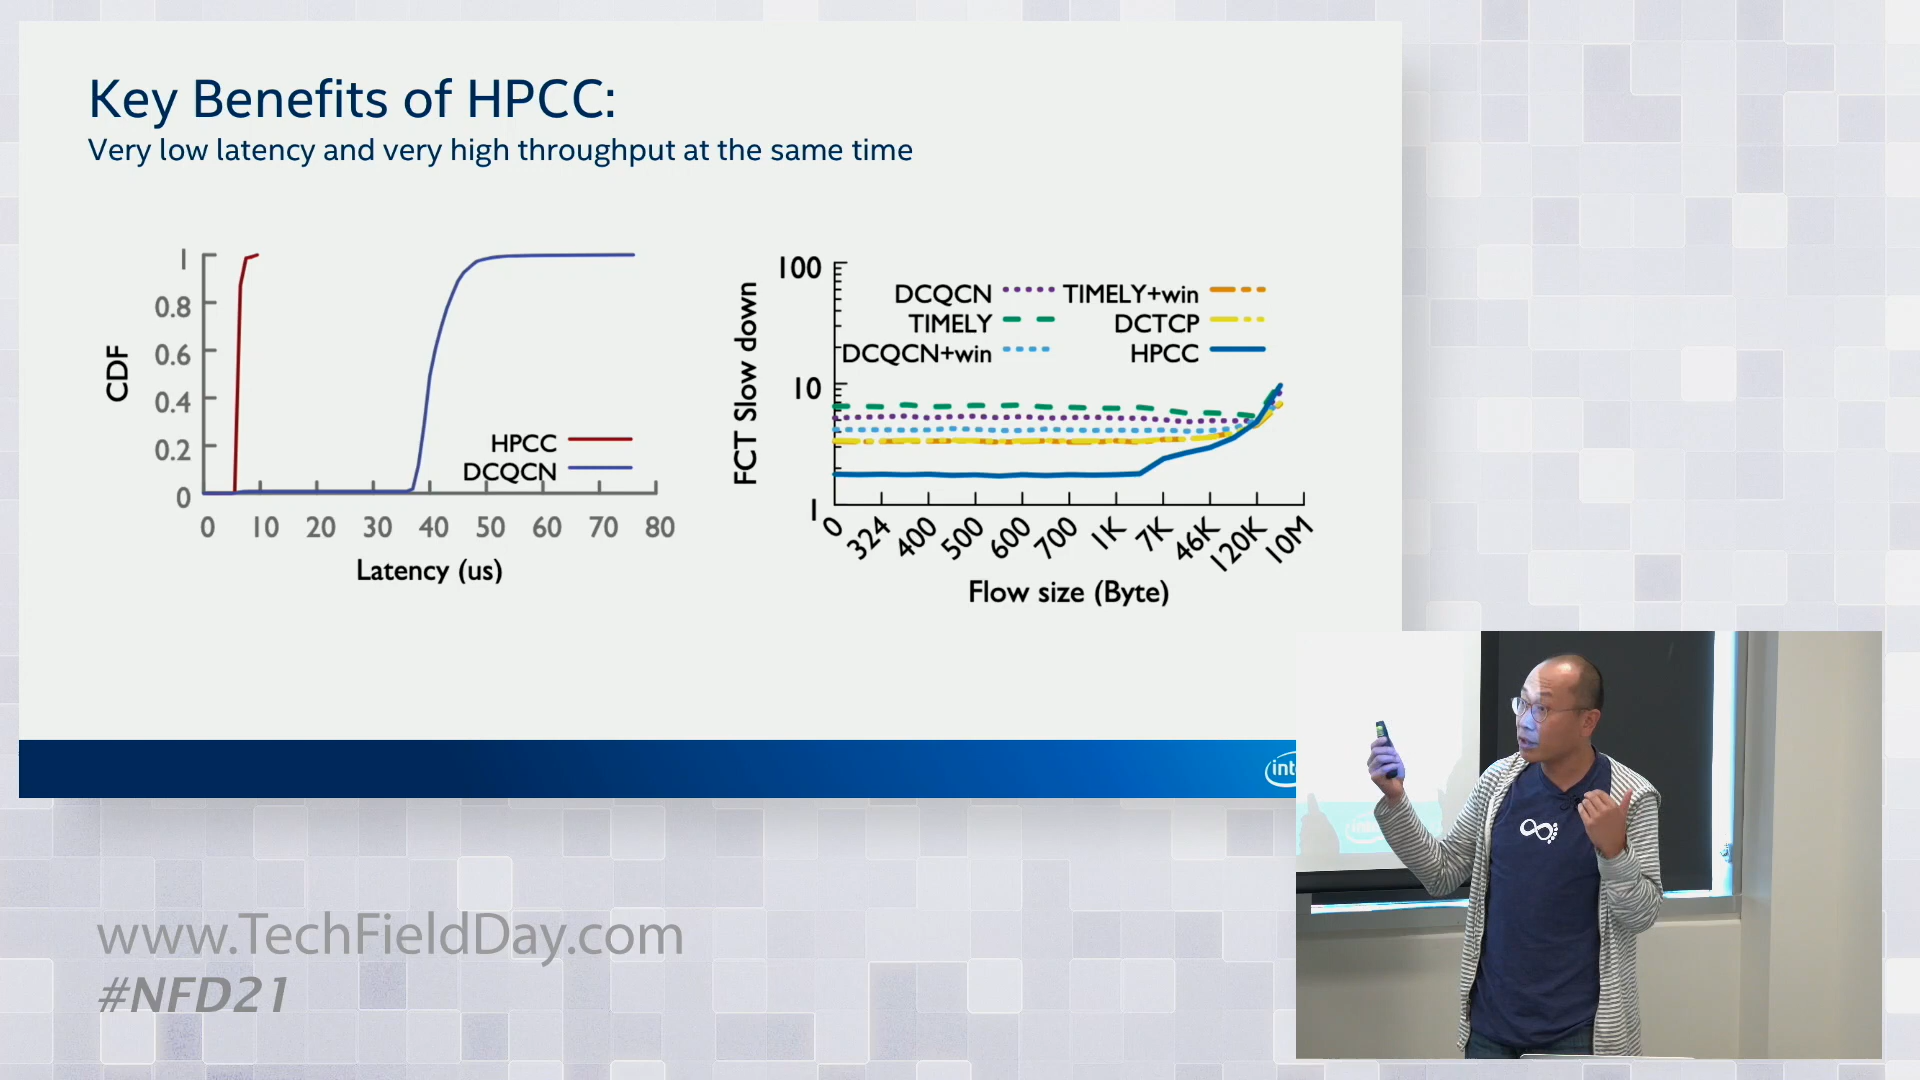 Key Benefits of HPCC:
Very low latency and very high throughput at the same time
CDF
1
0.8
0.6
0.4
0.2
0
0 10 20 30 40 50 60 70 80
Latency (us)
HPCC
DCQCN
FCT Slow down
100
10
1
DCQCN
TIMELY
DCQCN+win
TIMELY+win
DCTCP
HPCC
0 324 400 500 600 700 1K 7K 46K 120K 10M
Flow size (Byte)
www.TechFieldDay.com
#NFD21